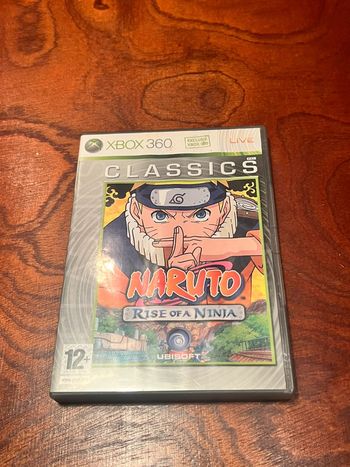 XBOX 360
LIVE
CLASSICS
NARUTO
RISE OF A NINJA
12+
UBISOFT